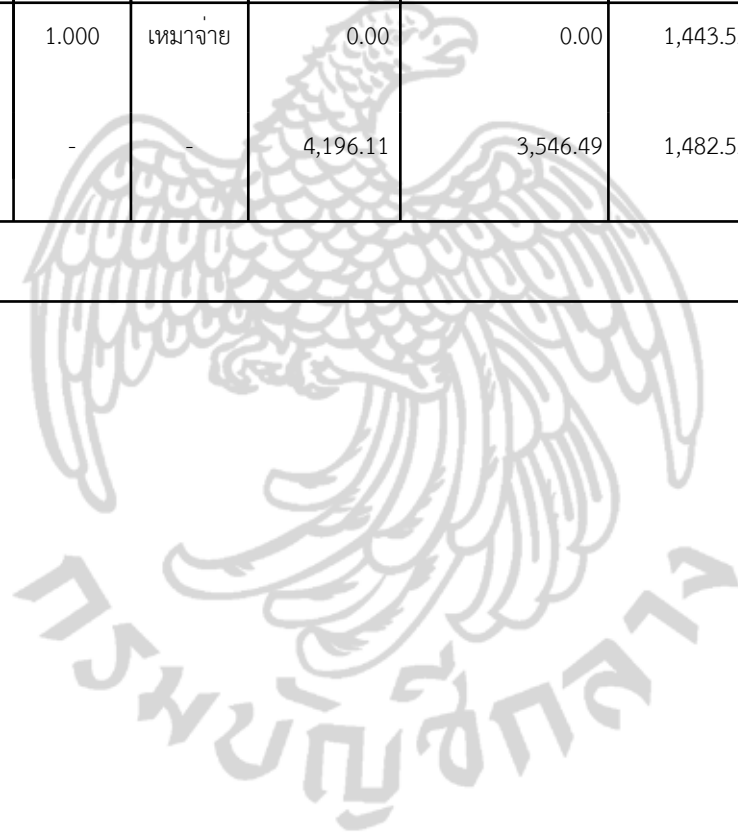 1.000 เหมาจ่าย 0.00 0.00 1,443.5
- - 4,196.11 3,546.49 1,482.5
กรมบัญชีกลาง